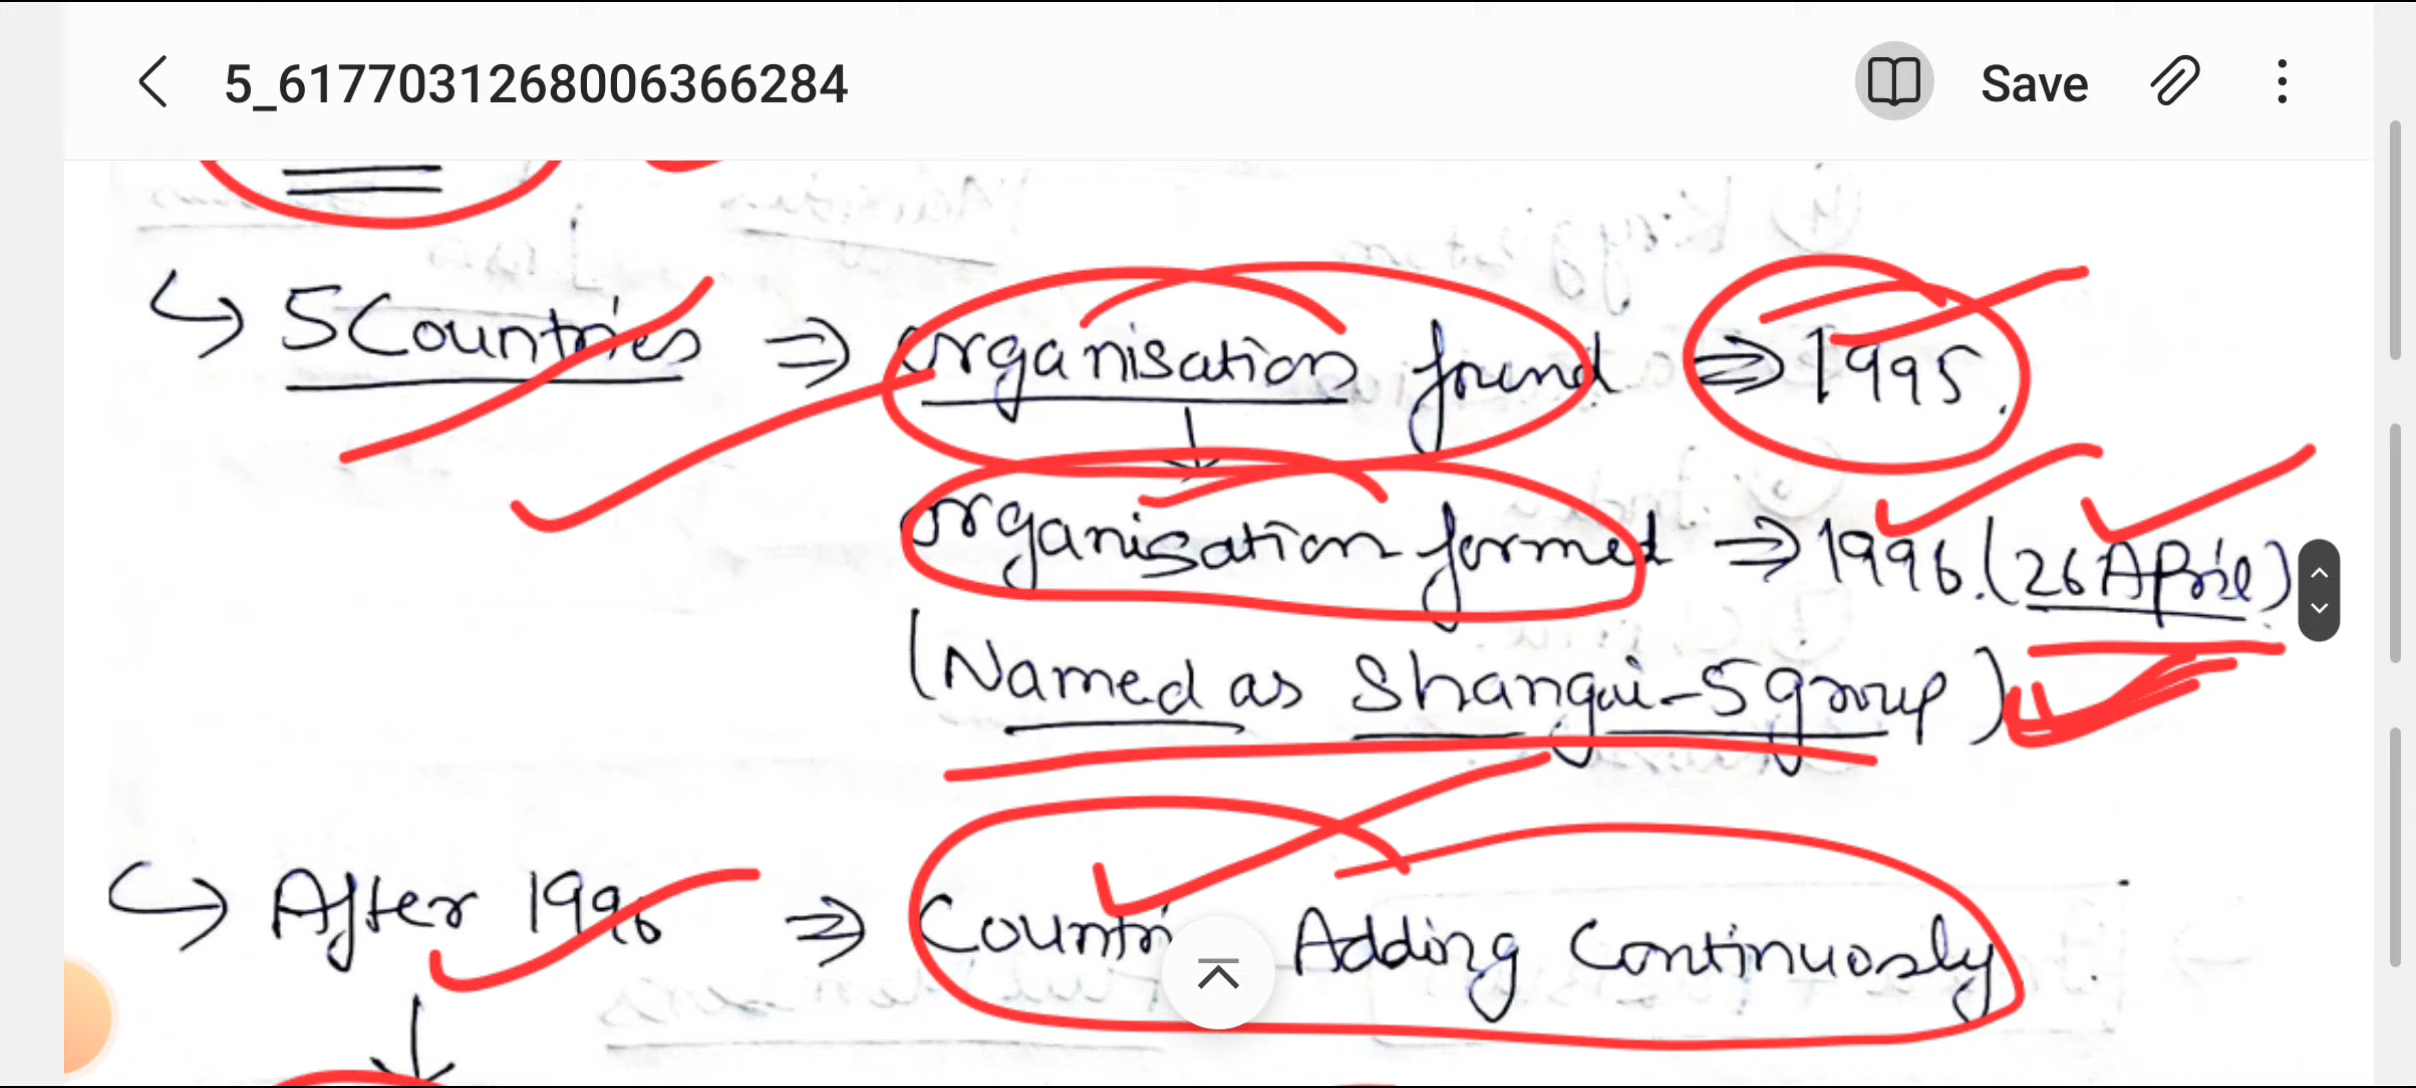 5_6177031268006366284 Save
↪ 5 Countries ⇒ Organisation found ⇒ 1995.
Organisation formed ⇒ 1996. (26 April)
(Named as Shangai-5 group)
↪ After 1996 ⇒ Countri Adding Continuosly.